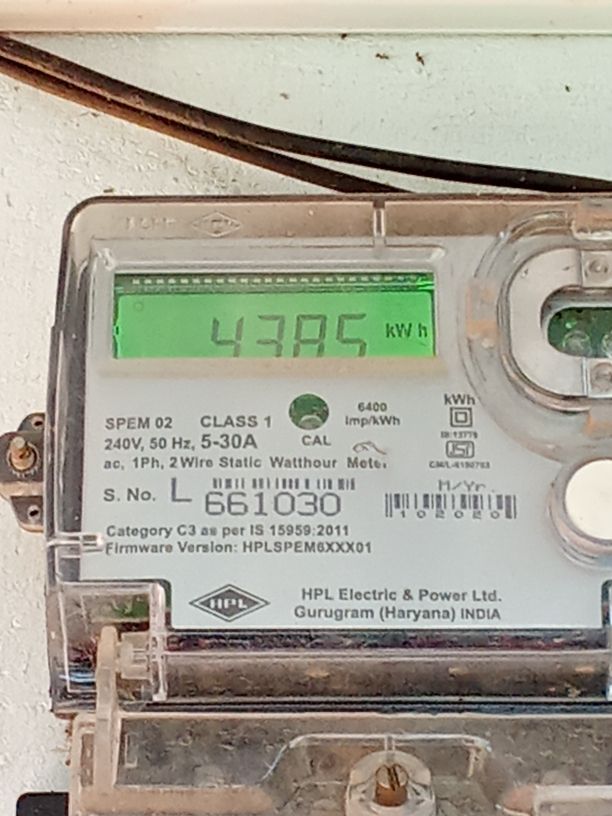 4385 kWh
SPEM 02 CLASS 1
240V, 50 Hz, 5-30A
CAL
6400
imp/kWh
kWh
ac, 1Ph, 2 Wire Static Watthour Meter
S. No. L 661030
M/Yr.
102020
Category C3 as per IS 15959:2011
Firmware Version: HPLSPEM6XXX01
HPL
HPL Electric & Power Ltd.
Gurugram (Haryana) INDIA